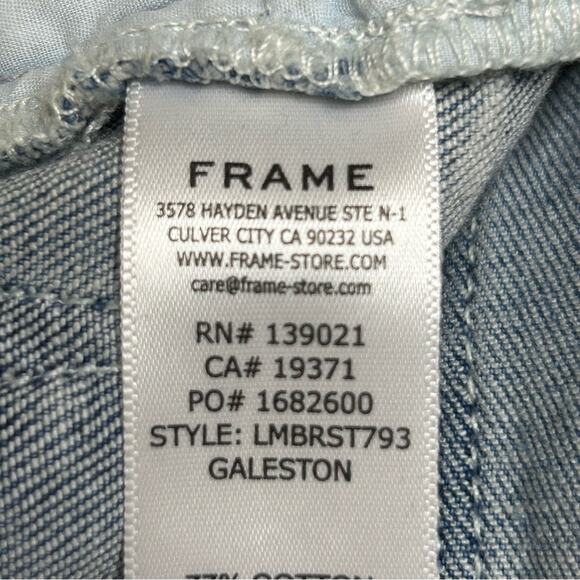 FRAME
3578 HAYDEN AVENUE STE N-1
CULVER CITY CA 90232 USA
WWW.FRAME-STORE.COM
care@frame-store.com
RN# 139021
CA# 19371
PO# 1682600
STYLE: LMBRST793
GALESTON